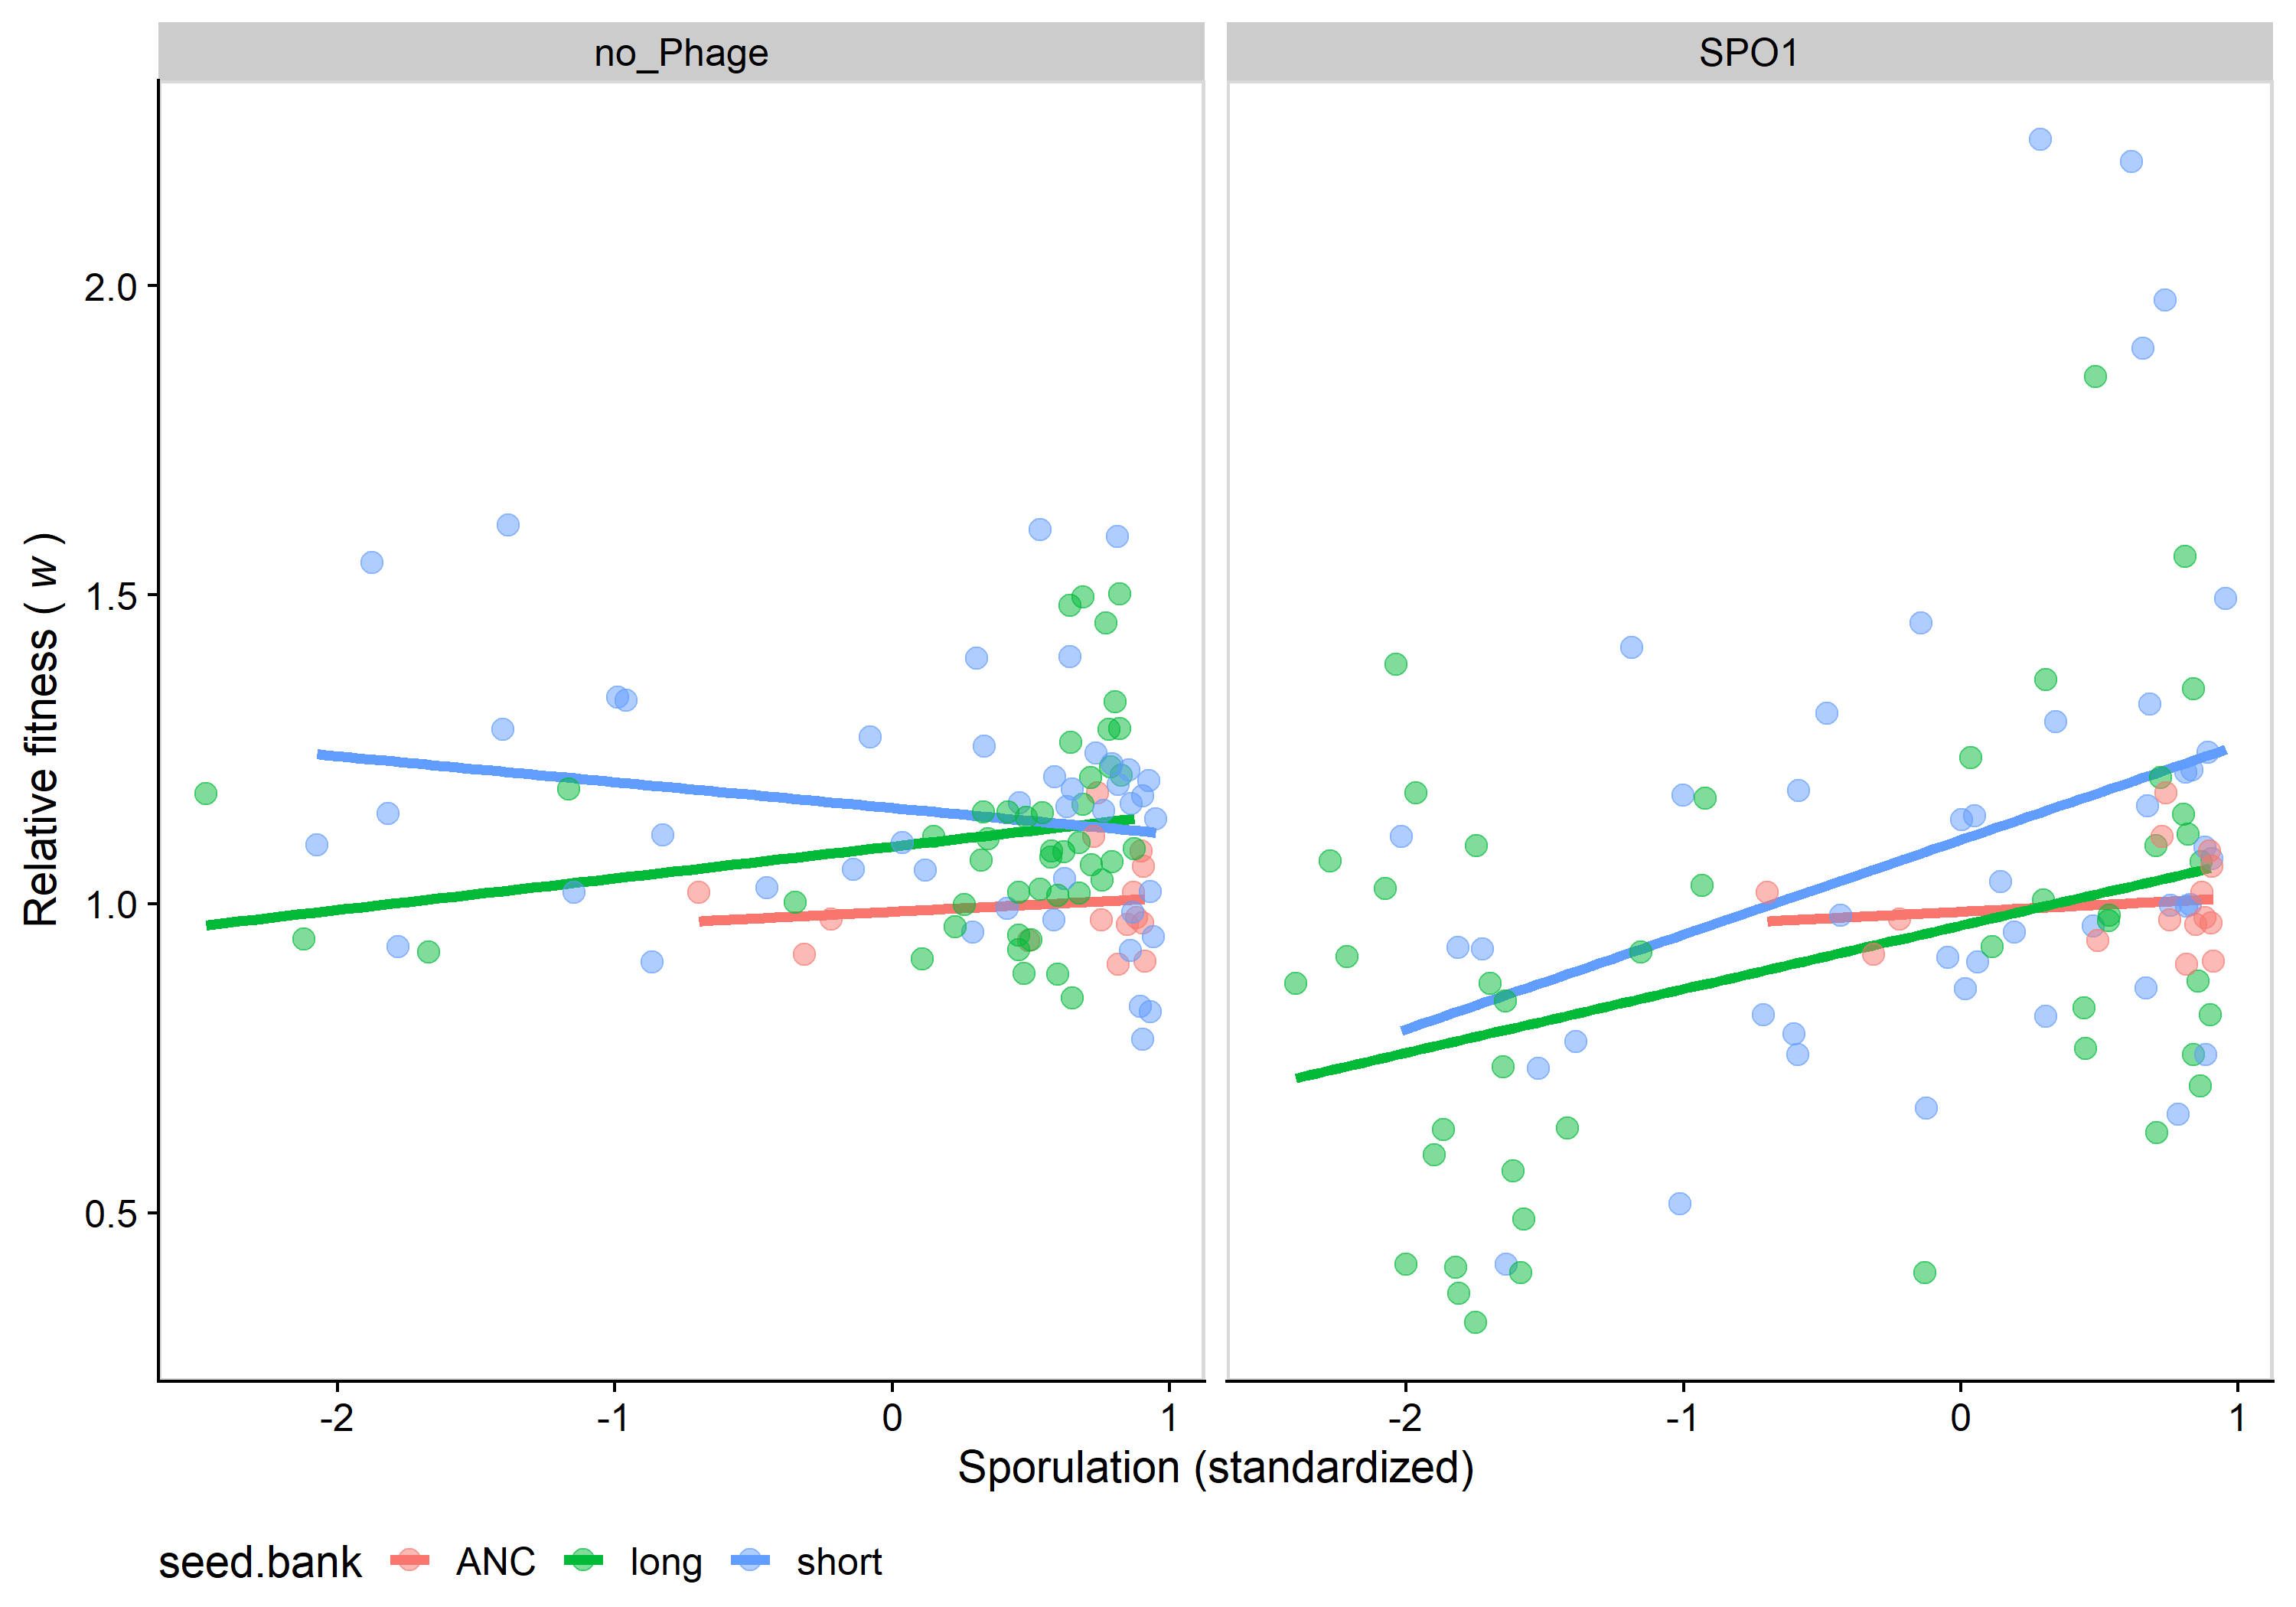 no_Phage
SPO1
Relative fitness ( w )
2.0
1.5
1.0
0.5
-2
-1
0
1
-2
-1
0
1
Sporulation (standardized)
seed.bank ANC long short